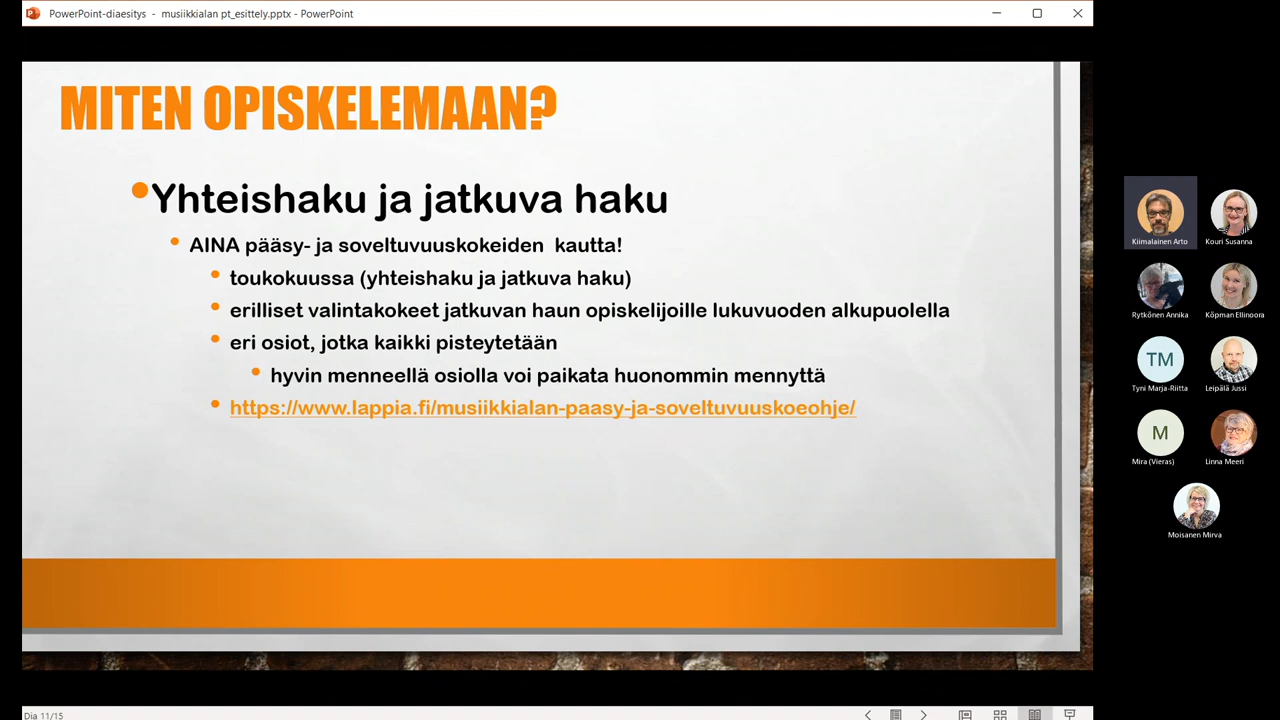 PowerPoint-diaesitys - musiikkialan pt_esittely.pptx - PowerPoint
MITEN OPISKELEMAAN?
•Yhteishaku ja jatkuva haku
• AINA pääsy- ja soveltuvuuskokeiden kautta!
• toukokuussa (yhteishaku ja jatkuva haku)
• erilliset valintakokeet jatkuvan haun opiskelijoille lukuvuoden alkupuolella
• eri osiot, jotka kaikki pisteytetään
• hyvin menneellä osiolla voi paikata huonommin mennyttä
• https://www.lappia.fi/musiikkialan-paasy-ja-soveltuvuuskoeohje/
Kiimalainen Arto
Kouri Susanna
Rytkönen Annika
Köpman Ellinoora
TM
Tyni Marja-Riitta
Leipälä Jussi
M
Mira (Vieras)
Linna Meeri
Moisanen Mirva
Dia 11/15